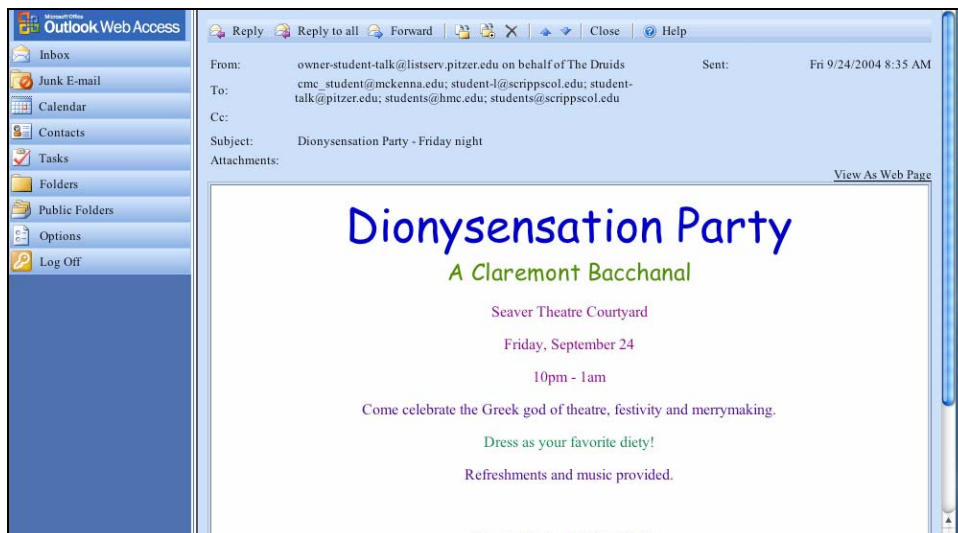 Microsoft Office
Outlook Web Access
Inbox
Junk E-mail
Calendar
Contacts
Tasks
Folders
Public Folders
Options
Log Off
Reply Reply to all Forward Close Help
From: owner-student-talk@listserv.pitzer.edu on behalf of The Druids Sent: Fri 9/24/2004 8:35 AM
To: cmc_student@mckenna.edu; student-l@scrippscol.edu; student-
talk@pitzer.edu; students@hmc.edu; students@scrippscol.edu
Cc:
Subject: Dionysensation Party - Friday night
Attachments:
View As Web Page
Dionysensation Party
A Claremont Bacchanal
Seaver Theatre Courtyard
Friday, September 24
10pm - 1am
Come celebrate the Greek god of theatre, festivity and merrymaking.
Dress as your favorite diety!
Refreshments and music provided.